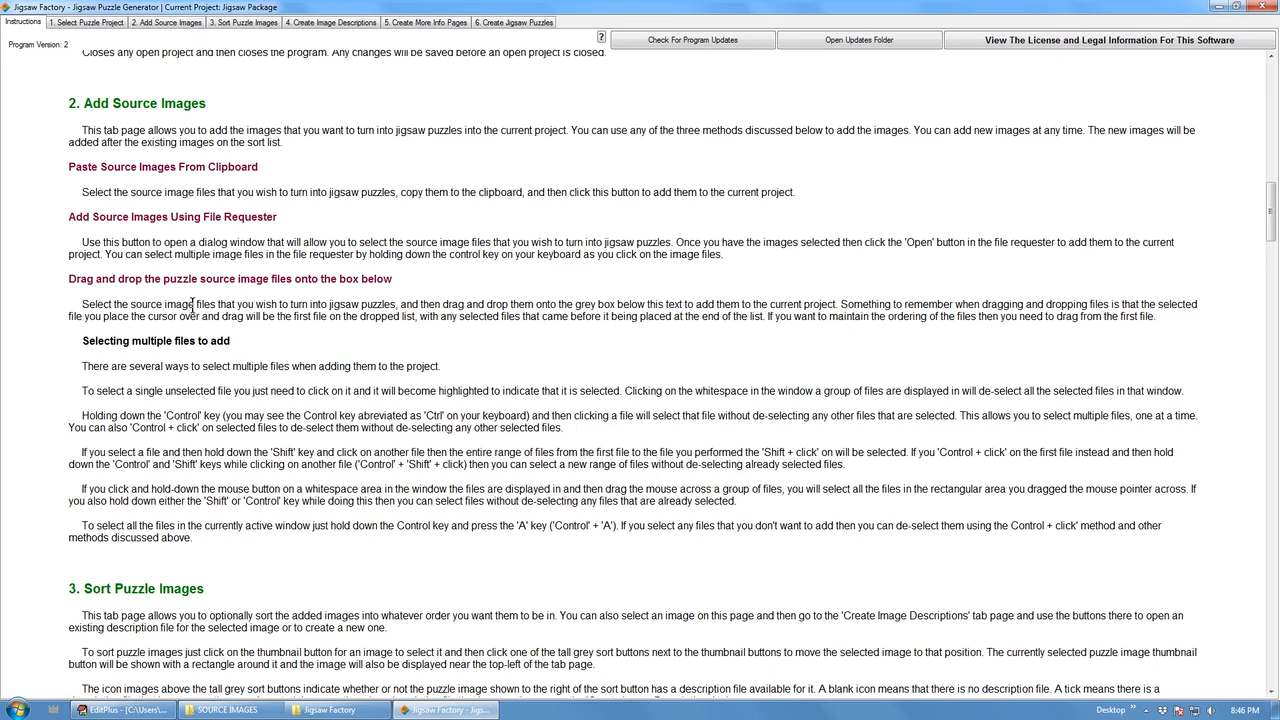 Jigsaw Factory - Jigsaw Puzzle Generator | Current Project: Jigsaw Package
Instructions 1. Select Puzzle Project 2. Add Source Images 3. Sort Puzzle Images 4. Create Image Descriptions 5. Create More Info Pages 6. Create Jigsaw Puzzles
Program Version: 2 ? Check For Program Updates Open Updates Folder View The License and Legal Information For This Software
Closes any open project and then closes the program. Any changes will be saved before an open project is closed.
2. Add Source Images
This tab page allows you to add the images that you want to turn into jigsaw puzzles into the current project. You can use any of the three methods discussed below to add the images. You can add new images at any time. The new images will be
added after the existing images on the sort list.
Paste Source Images From Clipboard
Select the source image files that you wish to turn into jigsaw puzzles, copy them to the clipboard, and then click this button to add them to the current project.
Add Source Images Using File Requester
Use this button to open a dialog window that will allow you to select the source image files that you wish to turn into jigsaw puzzles. Once you have the images selected then click the 'Open' button in the file requester to add them to the current
project. You can select multiple image files in the file requester by holding down the control key on your keyboard as you click on the image files.
Drag and drop the puzzle source image files onto the box below
Select the source image files that you wish to turn into jigsaw puzzles, and then drag and drop them onto the grey box below this text to add them to the current project. Something to remember when dragging and dropping files is that the selected
file you place the cursor over and drag will be the first file on the dropped list, with any selected files that came before it being placed at the end of the list. If you want to maintain the ordering of the files then you need to drag from the first file.
Selecting multiple files to add
There are several ways to select multiple files when adding them to the project.
To select a single unselected file you just need to click on it and it will become highlighted to indicate that it is selected. Clicking on the whitespace in the window a group of files are displayed in will de-select all the selected files in that window.
Holding down the 'Control' key (you may see the Control key abreviated as 'Ctrl' on your keyboard) and then clicking a file will select that file without de-selecting any other files that are selected. This allows you to select multiple files, one at a time.
You can also 'Control + click' on selected files to de-select them without de-selecting any other selected files.
If you select a file and then hold down the 'Shift' key and click on another file then the entire range of files from the first file to the file you performed the 'Shift + click' on will be selected. If you 'Control + click' on the first file instead and then hold
down the 'Control' and 'Shift' keys while clicking on another file ('Control' + 'Shift' + click) then you can select a new range of files without de-selecting already selected files.
If you click and hold-down the mouse button on a whitespace area in the window the files are displayed in and then drag the mouse across a group of files, you will select all the files in the rectangular area you dragged the mouse pointer across. If
you also hold down either the 'Shift' or 'Control' key while doing this then you can select files without de-selecting any files that are already selected.
To select all the files in the currently active window just hold down the Control key and press the 'A' key ('Control' + 'A'). If you select any files that you don't want to add then you can de-select them using the Control + click' method and other
methods discussed above.
3. Sort Puzzle Images
This tab page allows you to optionally sort the added images into whatever order you want them to be in. You can also select an image on this page and then go to the 'Create Image Descriptions' tab page and use the buttons there to open an
existing description file for the selected image or to create a new one.
To sort puzzle images just click on the thumbnail button for an image to select it and then click one of the tall grey sort buttons next to the thumbnail buttons to move the selected image to that position. The currently selected puzzle image thumbnail
button will be shown with a rectangle around it and the image will also be displayed near the top-left of the tab page.
The icon images above the tall grey sort buttons indicate whether or not the puzzle image shown to the right of the sort button has a description file available for it. A blank icon means that there is no description file. A tick means there is a
EditPlus - [C:\Users\... SOURCE IMAGES Jigsaw Factory Jigsaw Factory - Jigs... Desktop 8:46 PM